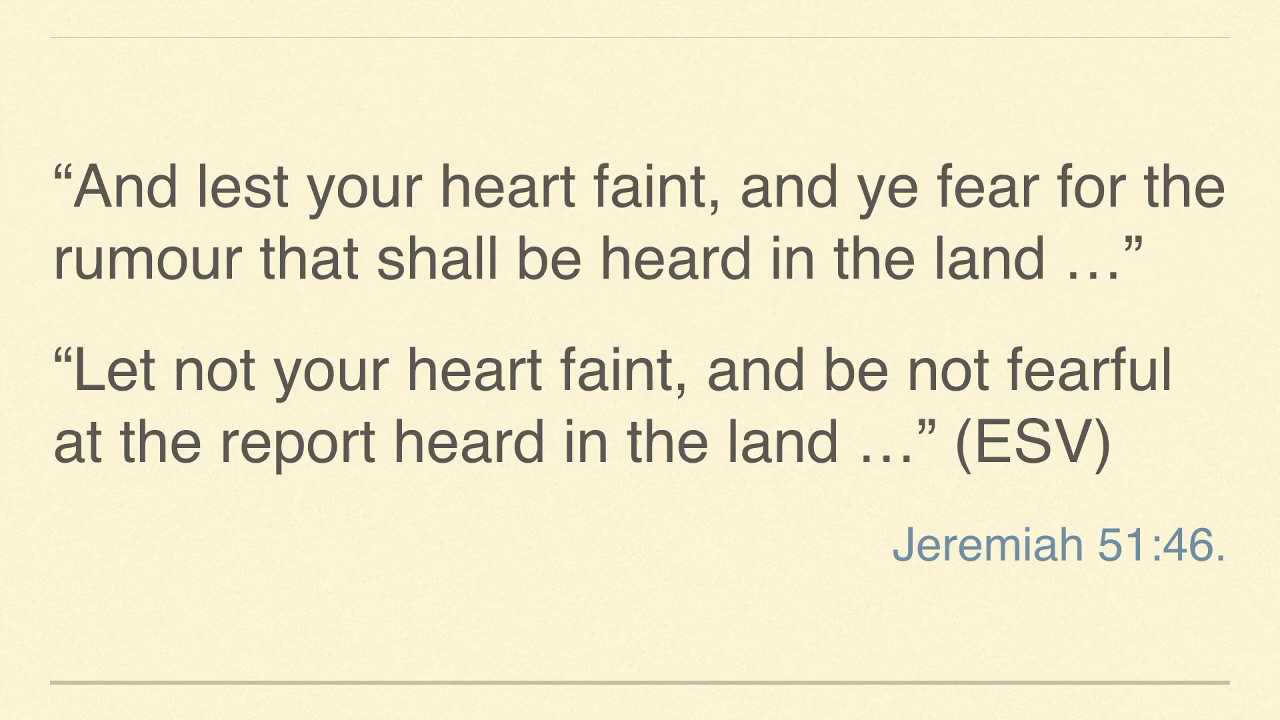 “And lest your heart faint, and ye fear for the
rumour that shall be heard in the land …”
“Let not your heart faint, and be not fearful
at the report heard in the land …” (ESV)
Jeremiah 51:46.